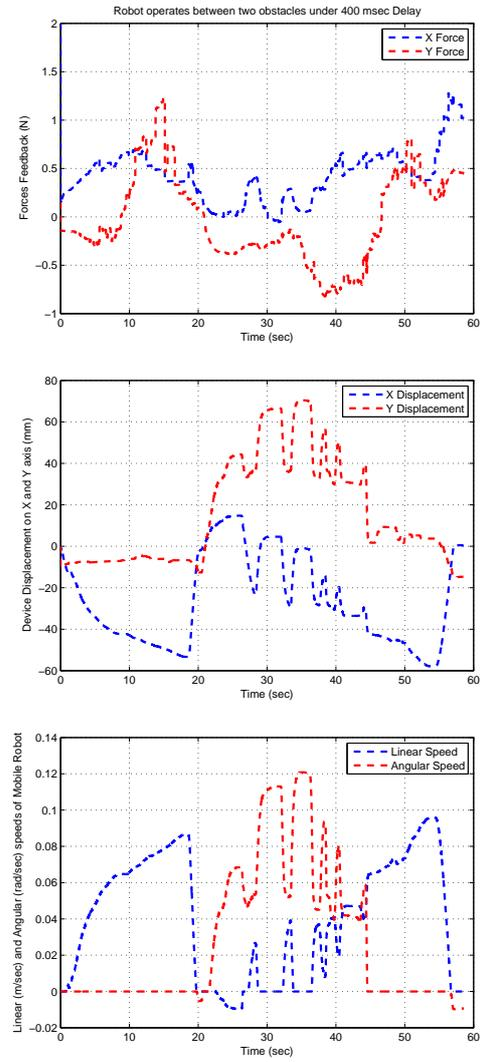 Robot operates between two obstacles under 400 msec Delay
2
1.5
1
0.5
0
−0.5
−1
Forces Feedback (N)
X Force
Y Force
0 10 20 30 40 50 60
Time (sec)
80
60
40
20
0
−20
−40
−60
Device Displacement on X and Y axis (mm)
X Displacement
Y Displacement
0 10 20 30 40 50 60
Time (sec)
0.14
0.12
0.1
0.08
0.06
0.04
0.02
0
−0.02
Linear (m/sec) and Angular (rad/sec) speeds of Mobile Robot
Linear Speed
Angular Speed
0 10 20 30 40 50 60
Time (sec)